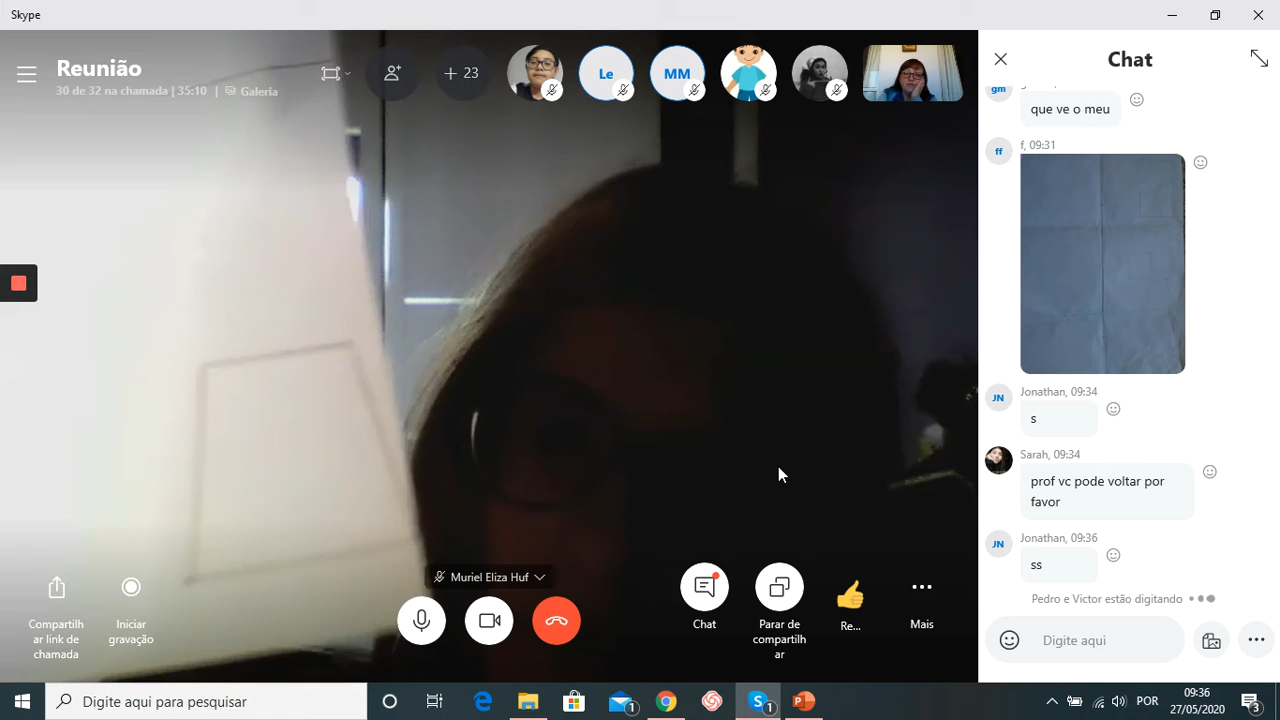 Skype
Reunião
30 de 32 na chamada | 35:10 | Galeria
+ 23
Le
MM
Chat
gm
que ve o meu
ff
f, 09:31
JN
Jonathan, 09:34
s
Sarah, 09:34
prof vc pode voltar por
favor
JN
Jonathan, 09:36
ss
Pedro e Victor estão digitando
Digite aqui
Muriel Eliza Huf
Compartilh
ar link de
chamada
Iniciar
gravação
Chat
Parar de
compartilh
ar
Re...
Mais
Digite aqui para pesquisar
1
1
POR
09:36
27/05/2020
3